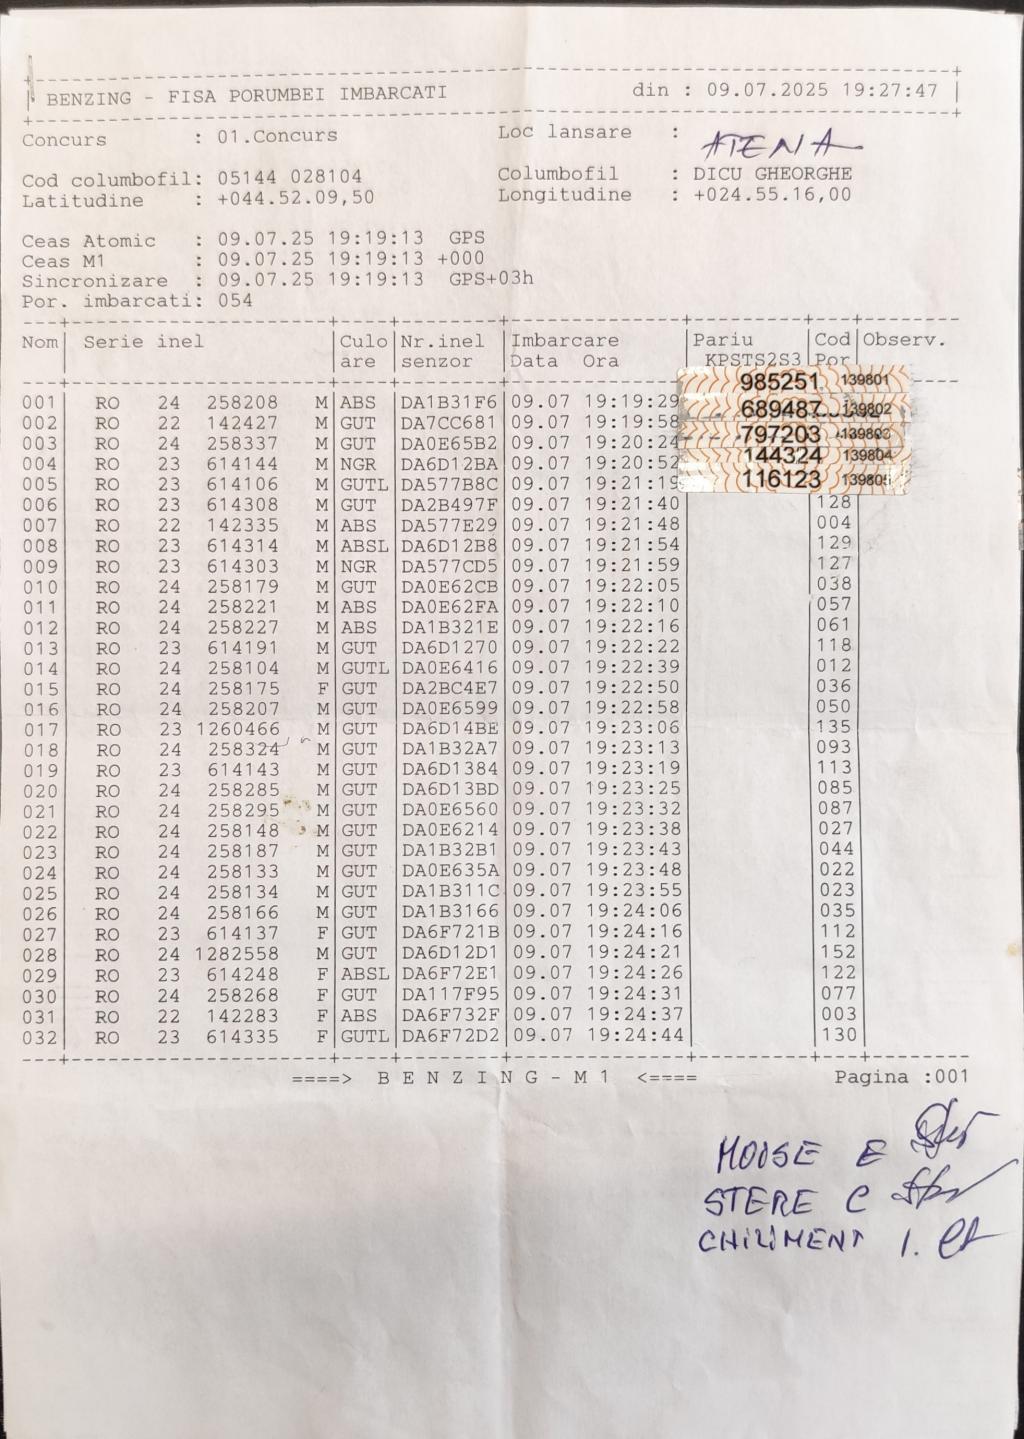 BENZING - FISA PORUMBEI IMBARCATI din : 09.07.2025 19:27:47
Concurs : 01.Concurs Loc lansare : ATENA
Cod columbofil: 05144 028104 Columbofil : DICU GHEORGHE
Latitudine : +044.52.09,50 Longitudine : +024.55.16,00
Ceas Atomic : 09.07.25 19:19:13 GPS
Ceas M1 : 09.07.25 19:19:13 +000
Sincronizare : 09.07.25 19:19:13 GPS+03h
Por. imbarcati: 054
Nom Serie inel Culo Nr.inel Imbarcare Pariu Cod Observ.
are senzor Data Ora KPSTS2S3 Por
985251 139801
001 RO 24 258208 M ABS DA1B31F6 09.07 19:19:29
689487 139802
002 RO 22 142427 M GUT DA7CC681 09.07 19:19:58
797203 139803
003 RO 24 258337 M GUT DA0E65B2 09.07 19:20:24
144324 139804
004 RO 23 614144 M NGR DA6D12BA 09.07 19:20:52
116123 139805
005 RO 23 614106 M GUTL DA577B8C 09.07 19:21:19
006 RO 23 614308 M GUT DA2B497F 09.07 19:21:40 128
007 RO 22 142335 M ABS DA577E29 09.07 19:21:48 004
008 RO 23 614314 M ABSL DA6D12B8 09.07 19:21:54 129
009 RO 23 614303 M NGR DA577CD5 09.07 19:21:59 127
010 RO 24 258179 M GUT DA0E62CB 09.07 19:22:05 038
011 RO 24 258221 M ABS DA0E62FA 09.07 19:22:10 057
012 RO 24 258227 M ABS DA1B321E 09.07 19:22:16 061
013 RO 23 614191 M GUT DA6D1270 09.07 19:22:22 118
014 RO 24 258104 M GUTL DA0E6416 09.07 19:22:39 012
015 RO 24 258175 F GUT DA2BC4E7 09.07 19:22:50 036
016 RO 24 258207 M GUT DA0E6599 09.07 19:22:58 050
017 RO 23 1260466 M GUT DA6D14BE 09.07 19:23:06 135
018 RO 24 258324 M GUT DA1B32A7 09.07 19:23:13 093
019 RO 23 614143 M GUT DA6D1384 09.07 19:23:19 113
020 RO 24 258285 M GUT DA6D13BD 09.07 19:23:25 085
021 RO 24 258295 M GUT DA0E6560 09.07 19:23:32 087
022 RO 24 258148 M GUT DA0E6214 09.07 19:23:38 027
023 RO 24 258187 M GUT DA1B32B1 09.07 19:23:43 044
024 RO 24 258133 M GUT DA0E635A 09.07 19:23:48 022
025 RO 24 258134 M GUT DA1B311C 09.07 19:23:55 023
026 RO 24 258166 M GUT DA1B3166 09.07 19:24:06 035
027 RO 23 614137 F GUT DA6F721B 09.07 19:24:16 112
028 RO 24 1282558 M GUT DA6D12D1 09.07 19:24:21 152
029 RO 23 614248 F ABSL DA6F72E1 09.07 19:24:26 122
030 RO 24 258268 F GUT DA117F95 09.07 19:24:31 077
031 RO 22 142283 F ABS DA6F732F 09.07 19:24:37 003
032 RO 23 614335 F GUTL DA6F72D2 09.07 19:24:44 130
====> B E N Z I N G - M 1 <==== Pagina :001
MOISE E
STERE C
CHILIMENT I.